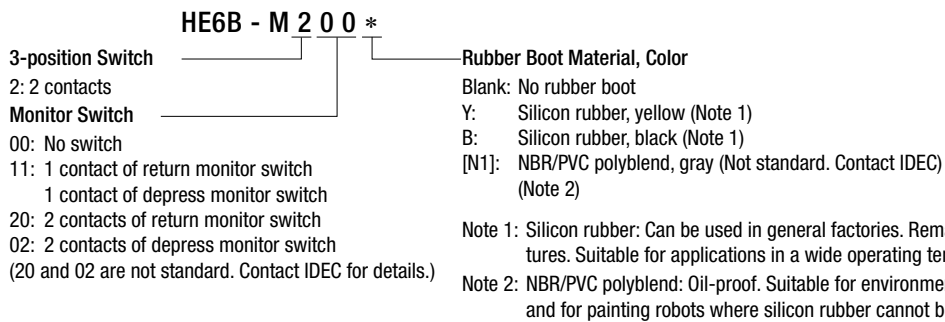 HE6B - M 2 0 0 *
3-position Switch
2: 2 contacts
Monitor Switch
00: No switch
11: 1 contact of return monitor switch
1 contact of depress monitor switch
20: 2 contacts of return monitor switch
02: 2 contacts of depress monitor switch
(20 and 02 are not standard. Contact IDEC for details.)
Rubber Boot Material, Color
Blank: No rubber boot
Y: Silicon rubber, yellow (Note 1)
B: Silicon rubber, black (Note 1)
[N1]: NBR/PVC polyblend, gray (Not standard. Contact IDEC)
(Note 2)
Note 1: Silicon rubber: Can be used in general factories.
tures. Suitable for applications in a wide operating
Note 2: NBR/PVC polyblend: Oil-proof. Suitable for
and for painting robots where silicon rubber cannot